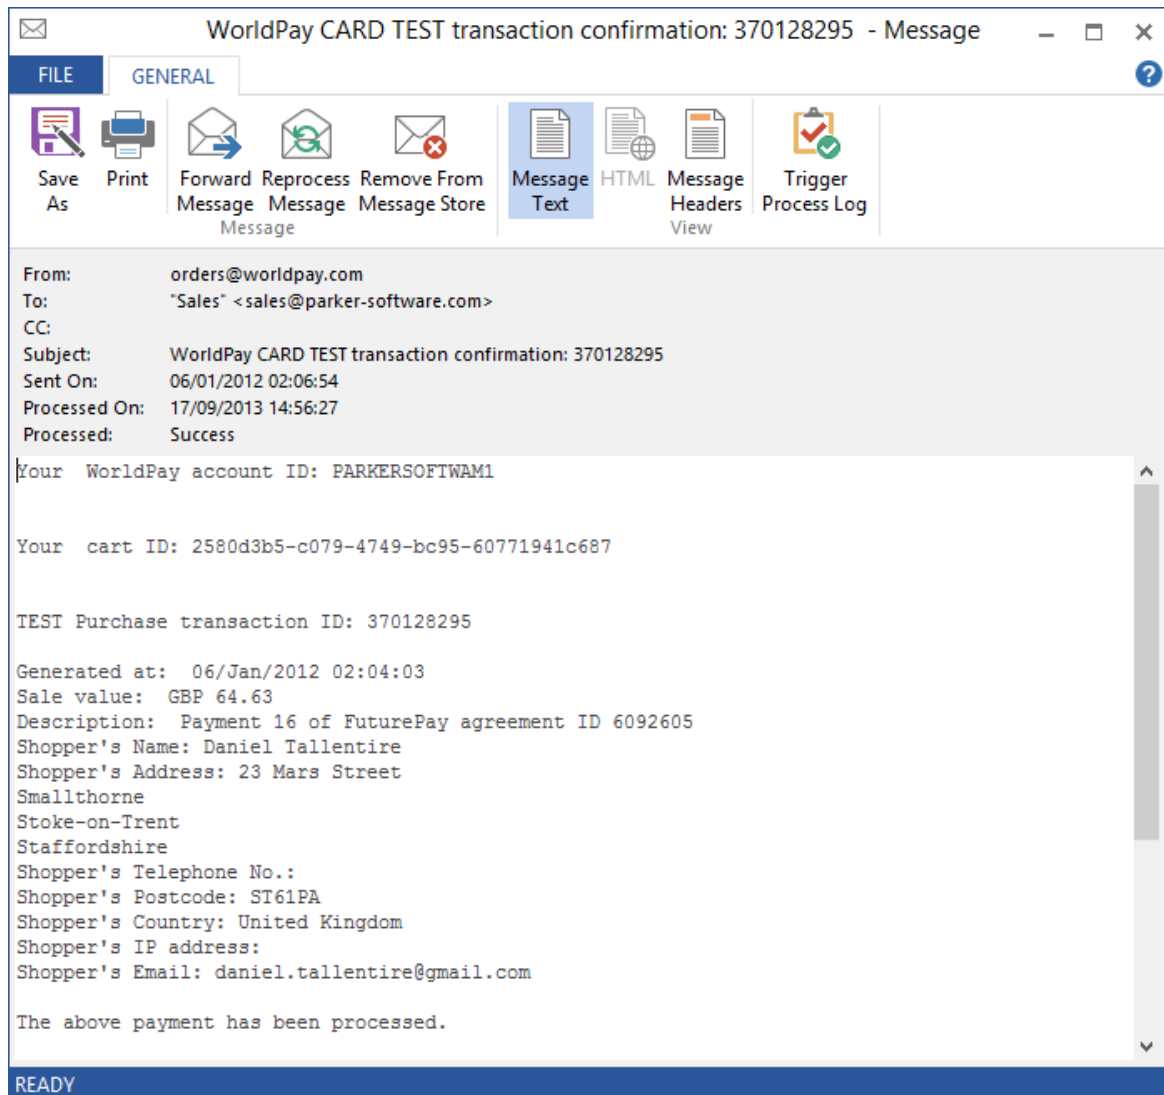 WorldPay CARD TEST transaction confirmation: 370128295 - Message
FILE GENERAL
Save As
Print
Forward Message
Reprocess Message
Remove From Message Store
Message
Message Text
HTML
Message Headers
View
Trigger Process Log
From: orders@worldpay.com
To: "Sales" <sales@parker-software.com>
CC:
Subject: WorldPay CARD TEST transaction confirmation: 370128295
Sent On: 06/01/2012 02:06:54
Processed On: 17/09/2013 14:56:27
Processed: Success
Your  WorldPay account ID: PARKERSOFTWAM1
Your  cart ID: 2580d3b5-c079-4749-bc95-60771941c687
TEST Purchase transaction ID: 370128295
Generated at:  06/Jan/2012 02:04:03
Sale value:  GBP 64.63
Description:  Payment 16 of FuturePay agreement ID 6092605
Shopper's Name: Daniel Tallentire
Shopper's Address: 23 Mars Street
Smallthorne
Stoke-on-Trent
Staffordshire
Shopper's Telephone No.:
Shopper's Postcode: ST61PA
Shopper's Country: United Kingdom
Shopper's IP address:
Shopper's Email: daniel.tallentire@gmail.com
The above payment has been processed.
READY